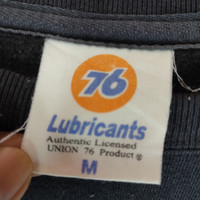 76
Lubricants
Authentic Licensed
UNION 76 Product®
M